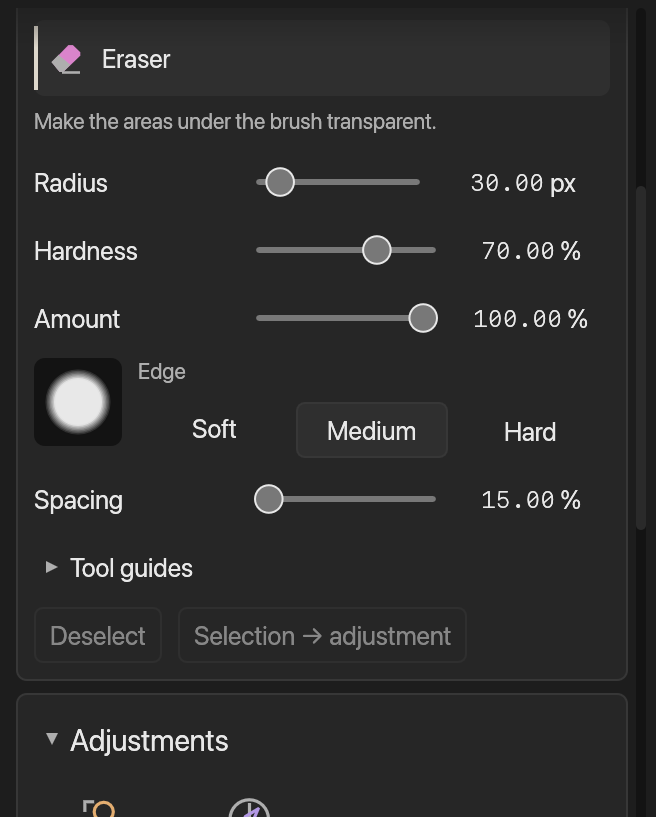 Eraser
Make the areas under the brush transparent.
Radius 30.00 px
Hardness 70.00 %
Amount 100.00 %
Edge
Soft Medium Hard
Spacing 15.00 %
Tool guides
Deselect Selection → adjustment
Adjustments